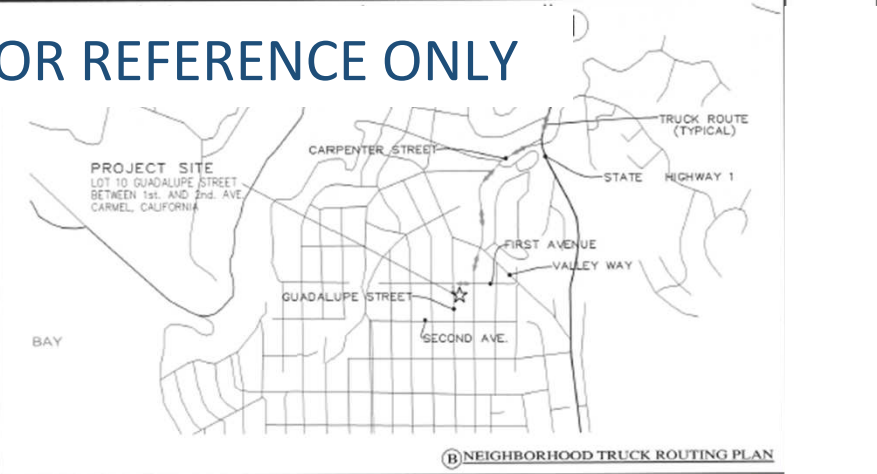 OR REFERENCE ONLY
TRUCK ROUTE
(TYPICAL)
CARPENTER STREET
PROJECT SITE
LOT 10 GUADALUPE STREET
BETWEEN 1st. AND 2nd. AVE.
CARMEL, CALIFORNIA
STATE HIGHWAY 1
FIRST AVENUE
VALLEY WAY
GUADALUPE STREET
SECOND AVE.
BAY
B NEIGHBORHOOD TRUCK ROUTING PLAN